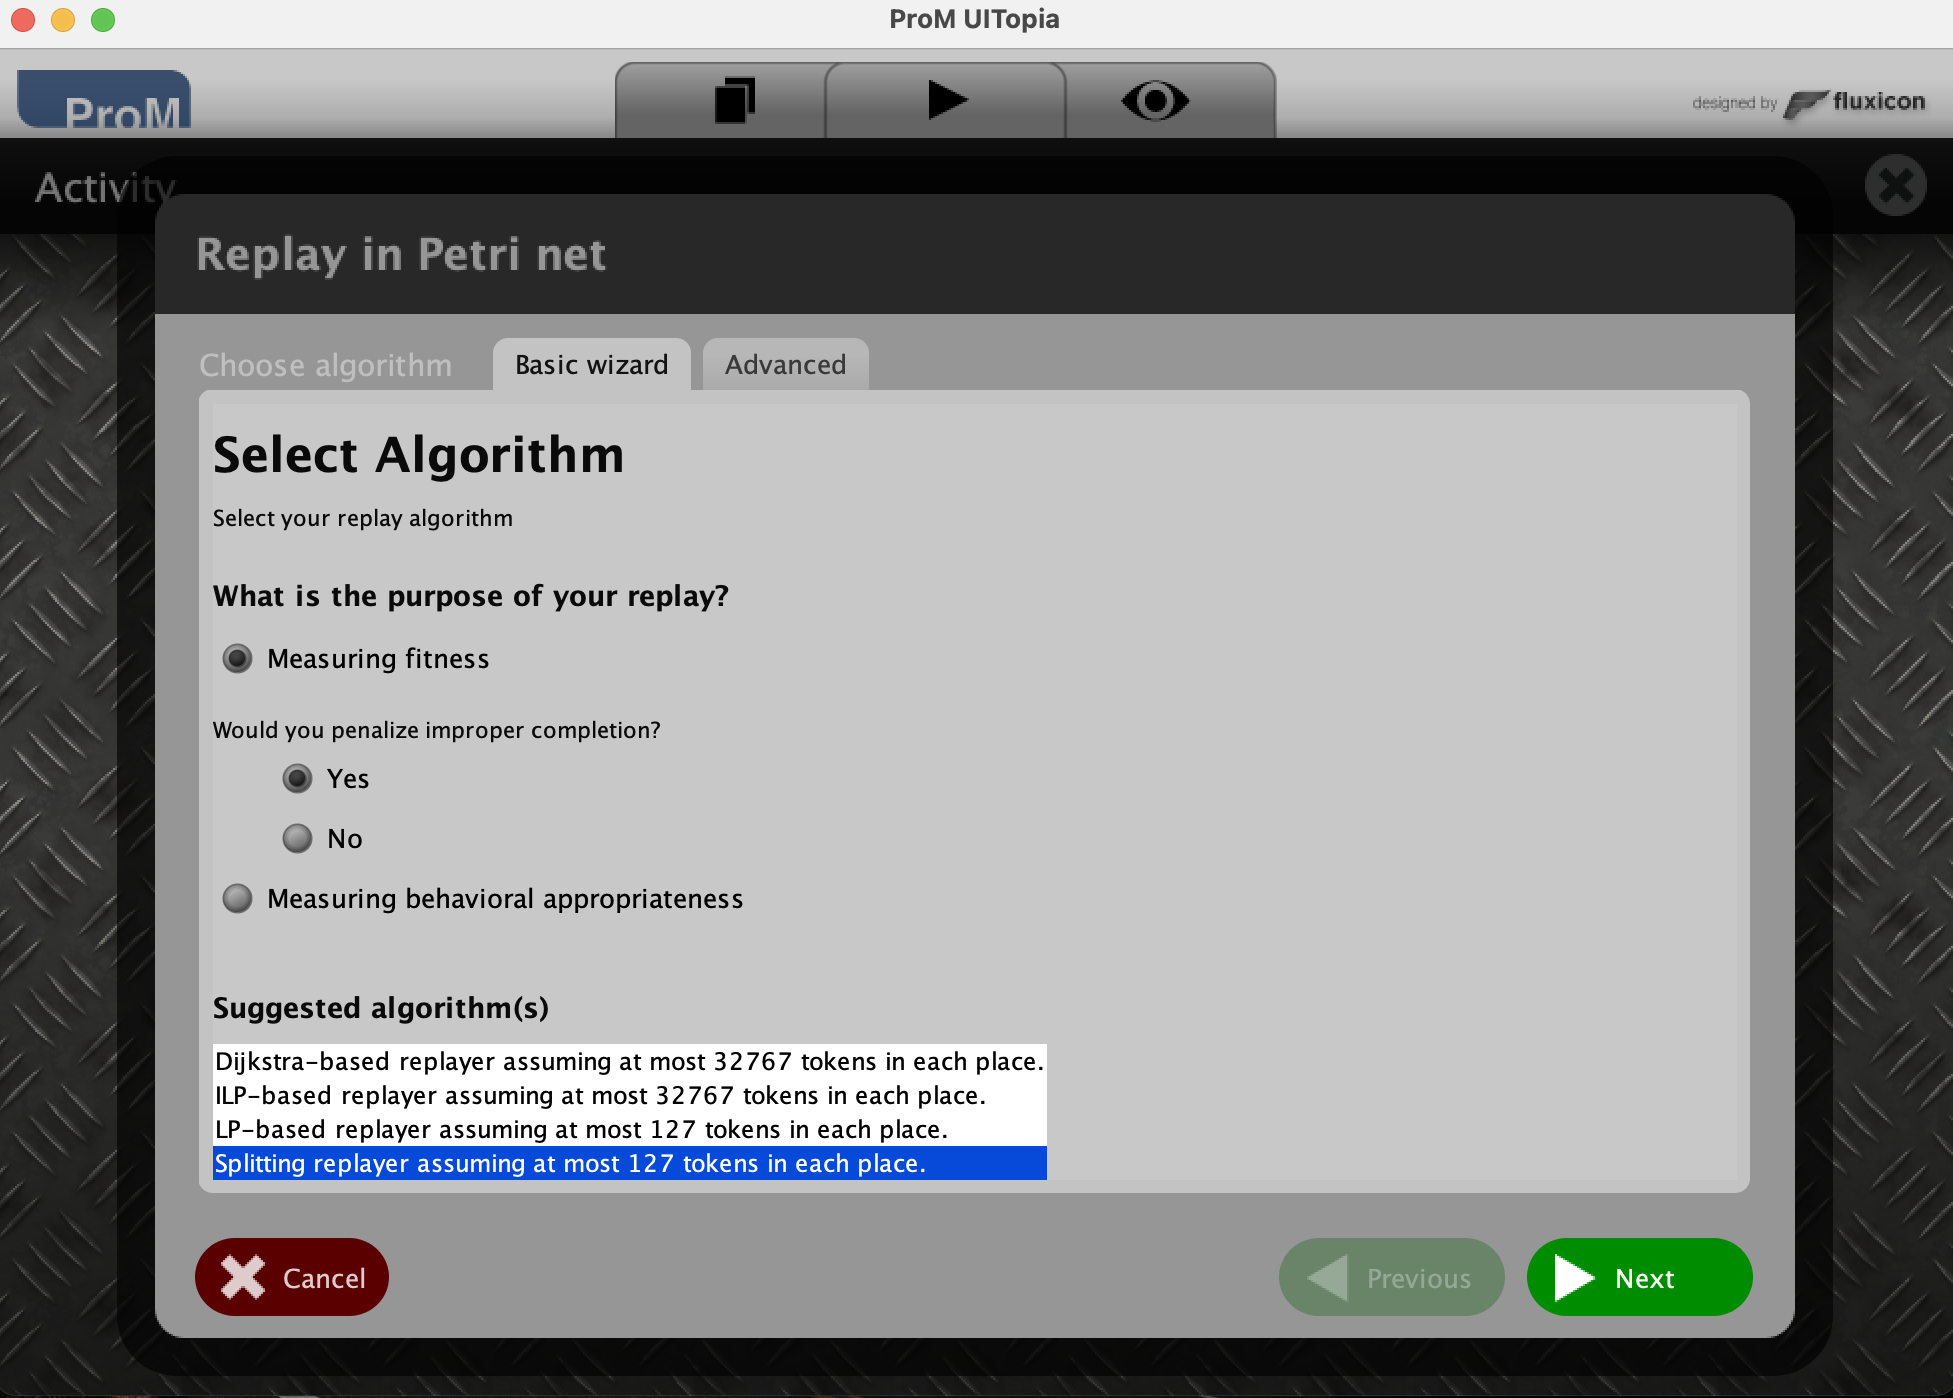 ProM UITopia
ProM
designed by fluxicon
Activity
Replay in Petri net
Choose algorithm
Basic wizard
Advanced
Select Algorithm
Select your replay algorithm
What is the purpose of your replay?
Measuring fitness
Would you penalize improper completion?
Yes
No
Measuring behavioral appropriateness
Suggested algorithm(s)
Dijkstra-based replayer assuming at most 32767 tokens in each place.
ILP-based replayer assuming at most 32767 tokens in each place.
LP-based replayer assuming at most 127 tokens in each place.
Splitting replayer assuming at most 127 tokens in each place.
Cancel
Previous
Next